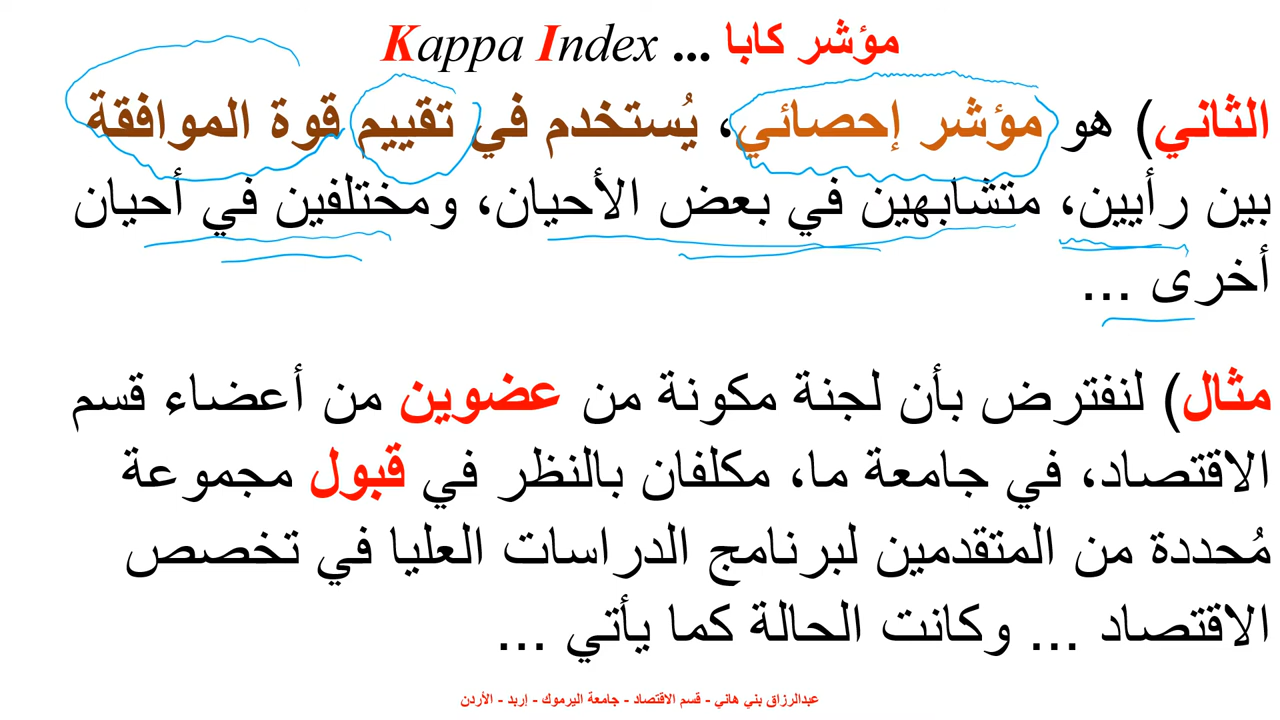 مؤشر كابا ... Kappa Index
الثاني) هو مؤشر إحصائي، يُستخدم في تقييم قوة الموافقة
بين رأيين، متشابهين في بعض الأحيان، ومختلفين في أحيان
أخرى ...
مثال) لنفترض بأن لجنة مكونة من عضوين من أعضاء قسم
الاقتصاد، في جامعة ما، مكلفان بالنظر في قبول مجموعة
مُحددة من المتقدمين لبرنامج الدراسات العليا في تخصص
الاقتصاد ... وكانت الحالة كما يأتي ...
عبدالرزاق بني هاني - قسم الاقتصاد - جامعة اليرموك - إربد - الأردن